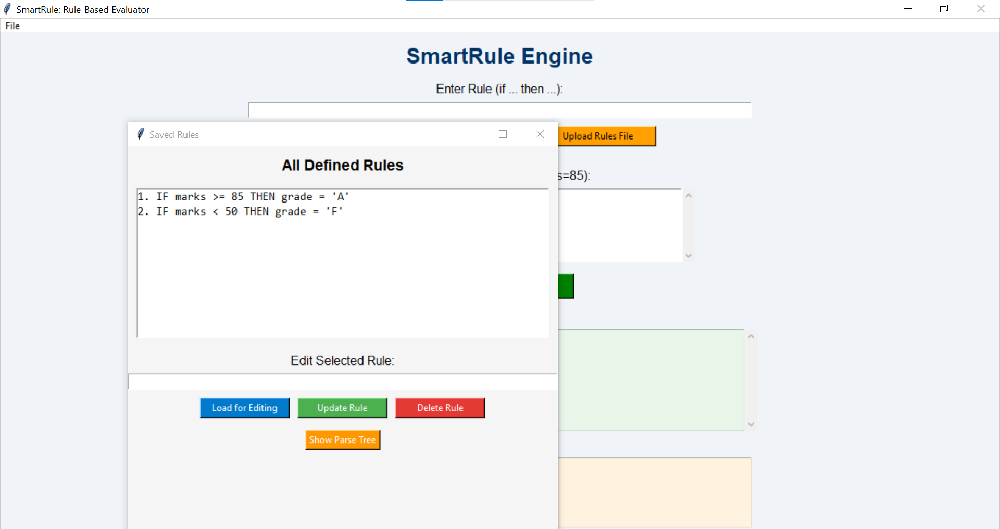 SmartRule: Rule-Based Evaluator
File
SmartRule Engine
Enter Rule (if ... then ...):
Upload Rules File
s=85):
Saved Rules
All Defined Rules
1. IF marks >= 85 THEN grade = 'A'
2. IF marks < 50 THEN grade = 'F'
Edit Selected Rule:
Load for Editing
Update Rule
Delete Rule
Show Parse Tree